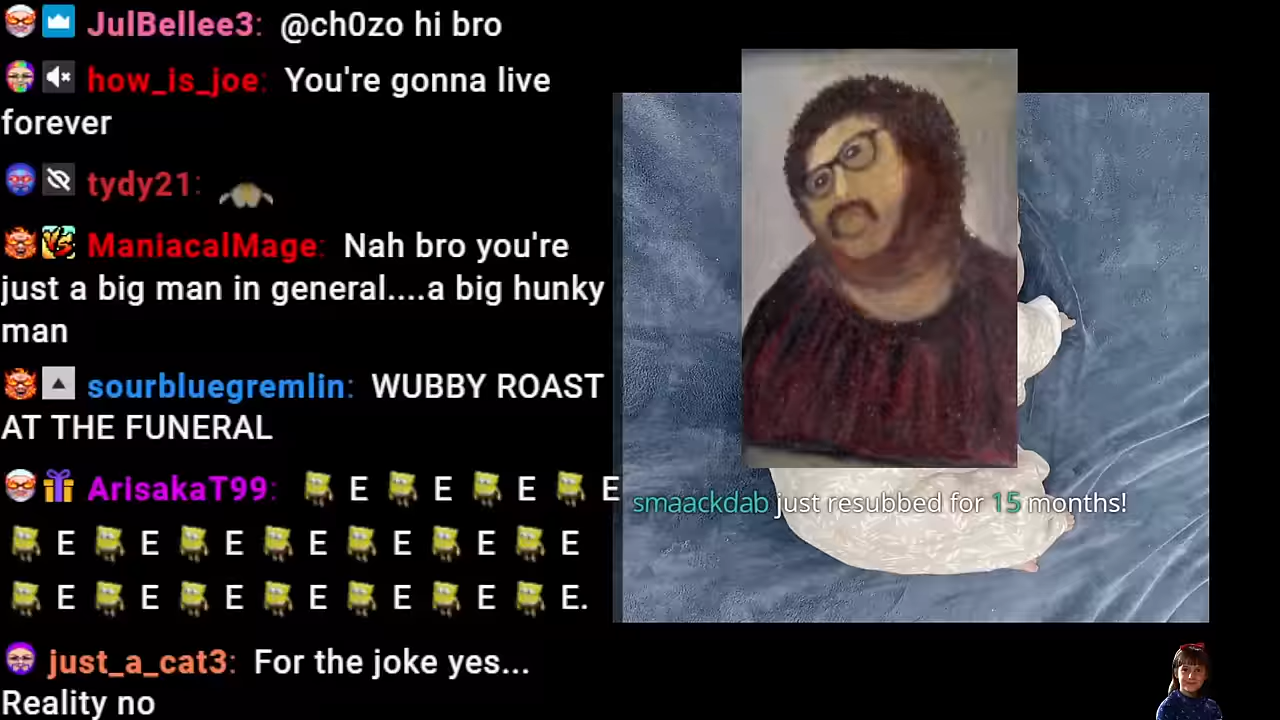 JulBellee3: @ch0zo hi bro
how_is_joe: You're gonna live
forever
tydy21:
ManiacalMage: Nah bro you're
just a big man in general....a big hunky
man
sourbluegremlin: WUBBY ROAST
AT THE FUNERAL
ArisakaT99: E E E E
E E E E E E E
E E E E E E E.
smaackdab just resubbed for 15 months!
just_a_cat3: For the joke yes...
Reality no